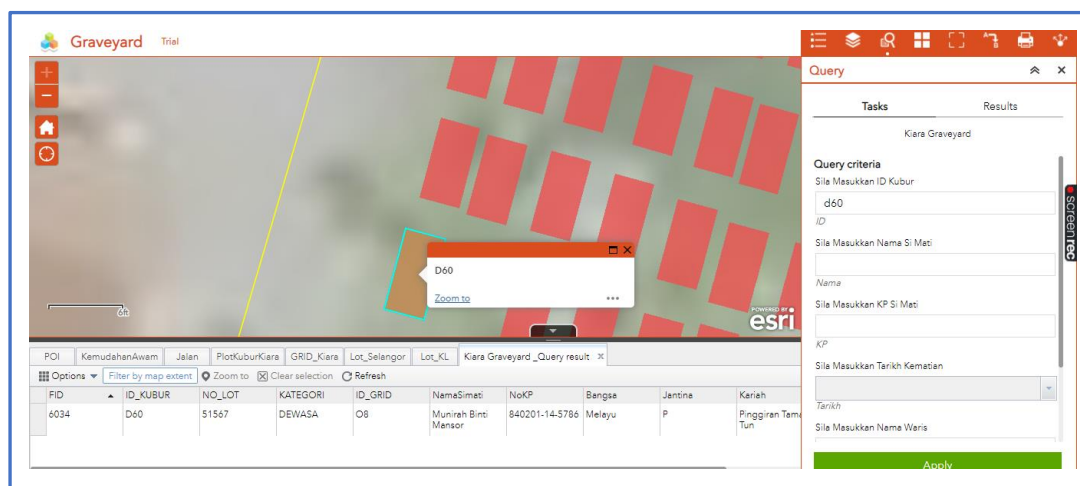 Graveyard Trial
Query
Tasks Results
Kiara Graveyard
Query criteria
Sila Masukkan ID Kubur
d60
ID
Sila Masukkan Nama Si Mati
Nama
Sila Masukkan KP Si Mati
KP
Sila Masukkan Tarikh Kematian
Tarikh
Sila Masukkan Nama Waris
Apply
screenrec
D60
Zoom to
6ft
POWERED BY
esri
POI KemudahanAwam Jalan PlotKuburKiara GRID_Kiara Lot_Selangor Lot_KL Kiara Graveyard _Query result
Options Filter by map extent Zoom to Clear selection Refresh
FID ID_KUBUR NO_LOT KATEGORI ID_GRID NamaSimati NoKP Bangsa Jantina Kariah
6034 D60 51567 DEWASA O8 Munirah Binti 840201-14-5786 Melayu P Pinggiran Tama
Mansor Tun